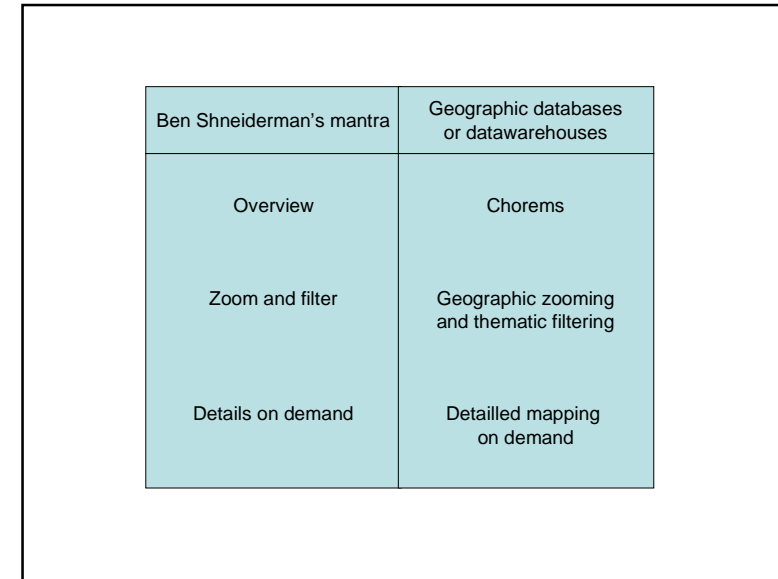 Ben Shneiderman's mantra
Geographic databases
or datawarehouses
Overview
Chorems
Zoom and filter
Geographic zooming
and thematic filtering
Details on demand
Detailled mapping
on demand